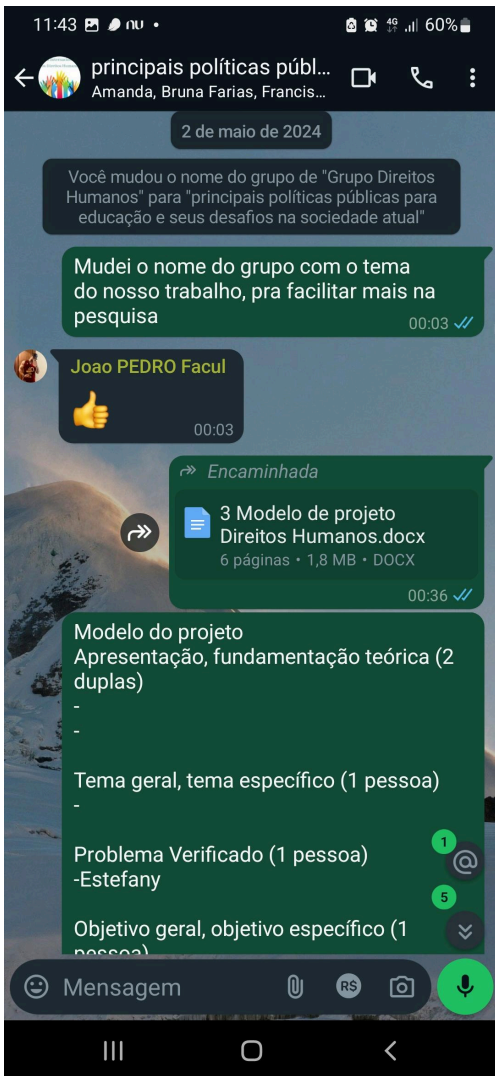 11:43
4G
60%
principais políticas públ...
Amanda, Bruna Farias, Francis...
2 de maio de 2024
Você mudou o nome do grupo de "Grupo Direitos
Humanos" para "principais políticas públicas para
educação e seus desafios na sociedade atual"
Mudei o nome do grupo com o tema
do nosso trabalho, pra facilitar mais na
pesquisa
00:03
Joao PEDRO Facul
00:03
Encaminhada
3 Modelo de projeto
Direitos Humanos.docx
6 páginas • 1,8 MB • DOCX
00:36
Modelo do projeto
Apresentação, fundamentação teórica (2
duplas)
-
-
Tema geral, tema específico (1 pessoa)
-
Problema Verificado (1 pessoa)
-Estefany
1
@
5
Objetivo geral, objetivo específico (1
pessoa)
Mensagem
R$